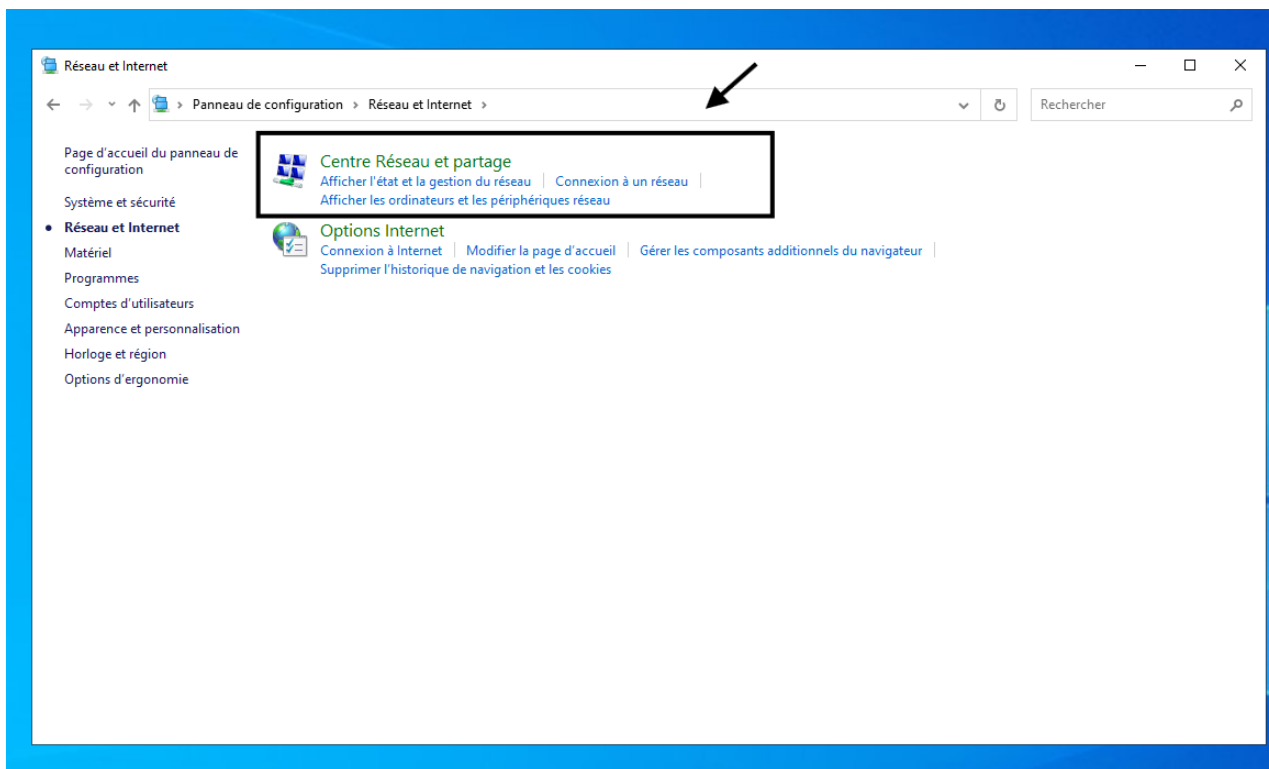 Réseau et Internet
Panneau de configuration > Réseau et Internet >
Rechercher
Page d'accueil du panneau de
configuration
Système et sécurité
Réseau et Internet
Matériel
Programmes
Comptes d'utilisateurs
Apparence et personnalisation
Horloge et région
Options d'ergonomie
Centre Réseau et partage
Afficher l'état et la gestion du réseau | Connexion à un réseau |
Afficher les ordinateurs et les périphériques réseau
Options Internet
Connexion à Internet | Modifier la page d'accueil | Gérer les composants additionnels du navigateur |
Supprimer l'historique de navigation et les cookies